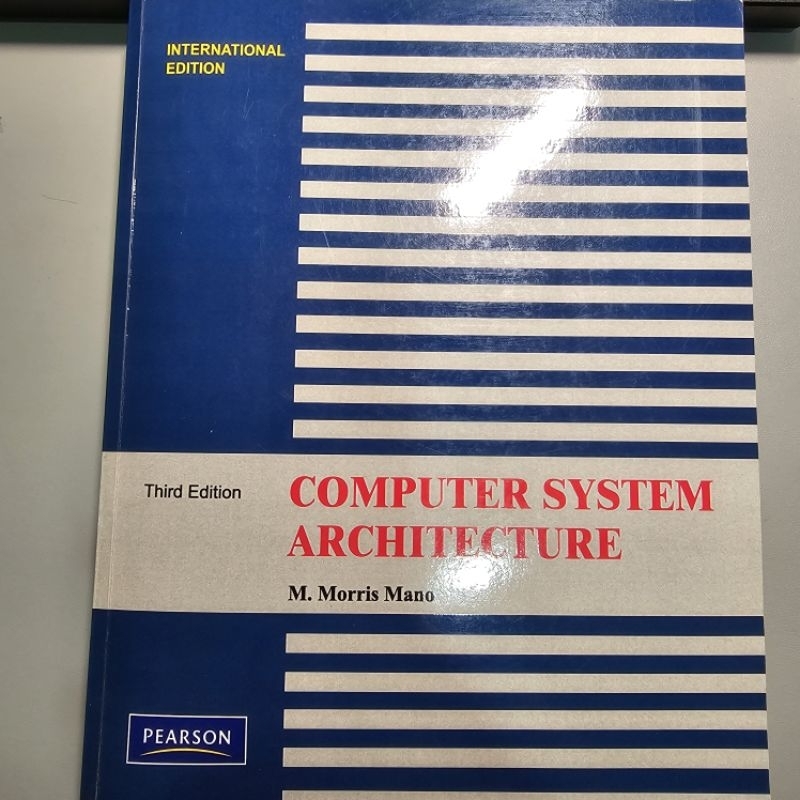 INTERNATIONAL
EDITION
Third Edition
COMPUTER SYSTEM
ARCHITECTURE
M. Morris Mano
PEARSON